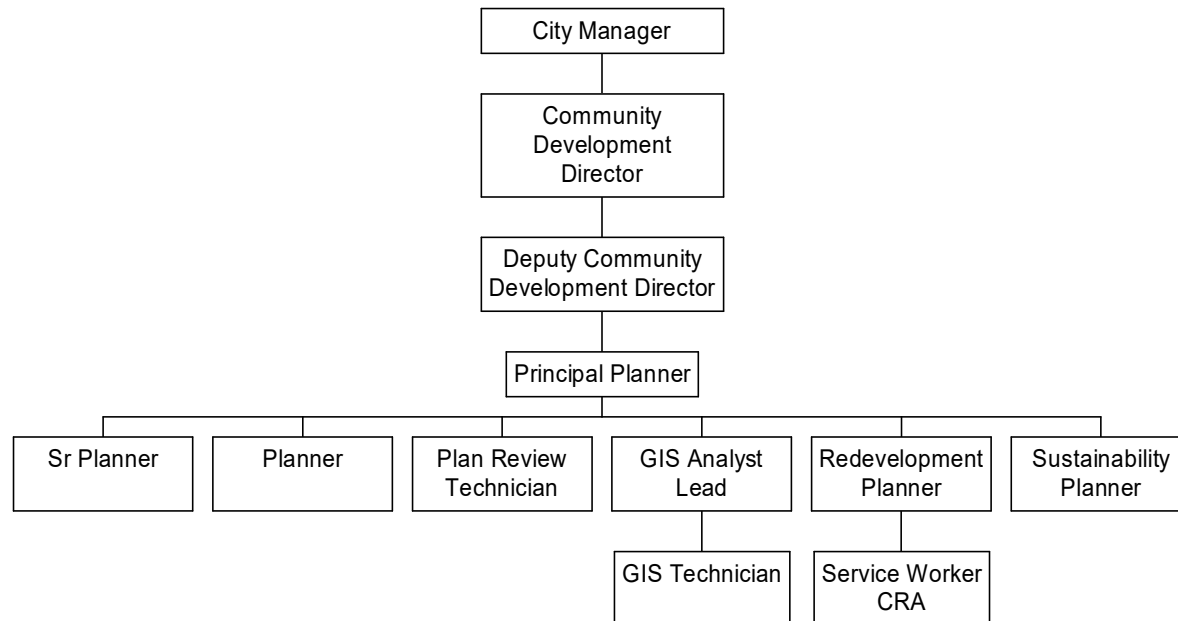 City Manager
Community
Development
Director
Deputy Community
Development Director
Principal Planner
Sr Planner
Planner
Plan Review
Technician
GIS Analyst
Lead
Redevelopment
Planner
Sustainability
Planner
GIS Technician
Service Worker
CRA